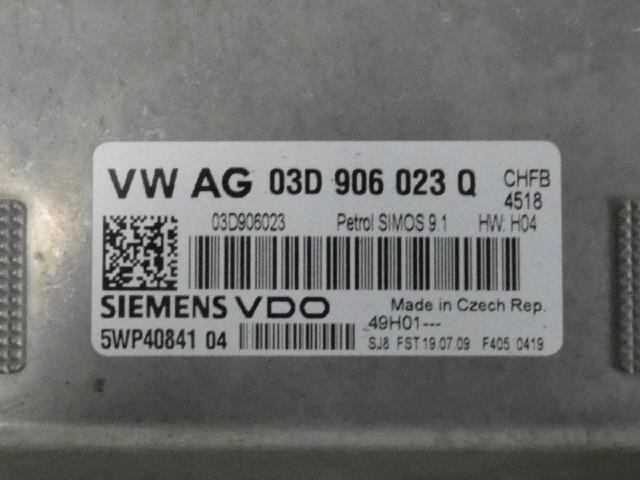 VW AG 03D 906 023 Q CHFB
4518
03D906023 Petrol SIMOS 9.1 HW: H04
SIEMENS VDO Made in Czech Rep.
49H01---
5WP40841 04 SJ8 FST 19.07.09 F405 0419